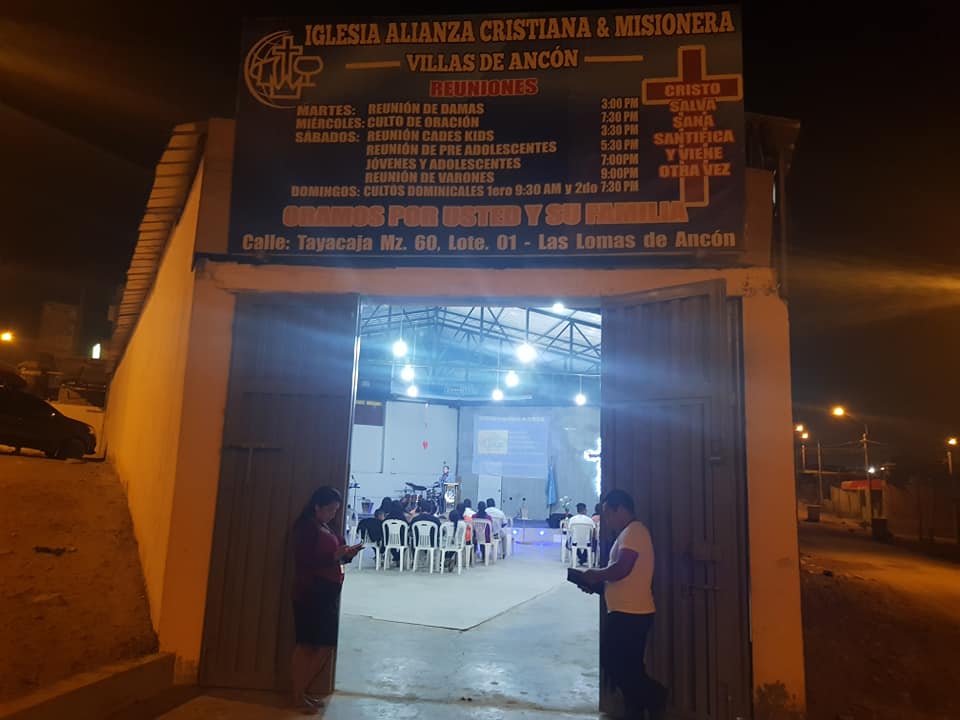 IGLESIA ALIANZA CRISTIANA & MISIONERA
VILLAS DE ANCÓN
REUNIONES
MARTES: REUNIÓN DE DAMAS 3:00 PM
MIÉRCOLES: CULTO DE ORACIÓN 7:30 PM
SÁBADOS: REUNIÓN CADES KIDS 3:30 PM
REUNIÓN DE PRE ADOLESCENTES 5:30 PM
JÓVENES Y ADOLESCENTES 7:00PM
REUNIÓN DE VARONES 9:00PM
DOMINGOS: CULTOS DOMINICALES 1ero 9:30 AM y 2do 7:30 PM
CRISTO
SALVA
SANA
SANTIFICA
Y VIENE
OTRA VEZ
ORAMOS POR USTED Y SU FAMILIA
Calle: Tayacaja Mz. 60, Lote. 01 - Las Lomas de Ancón